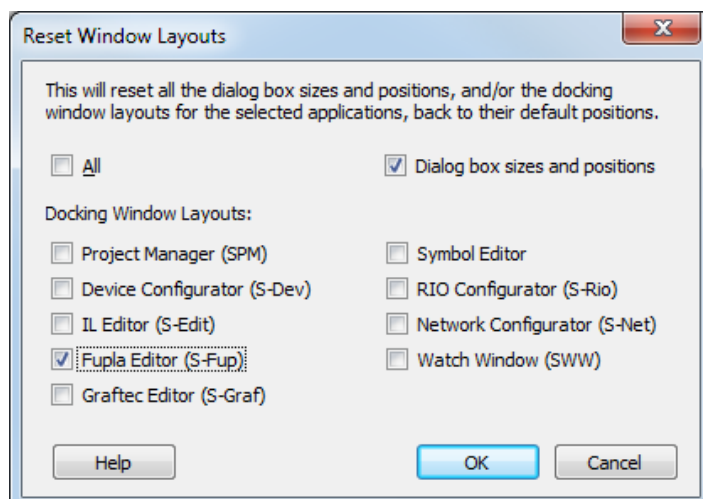 Reset Window Layouts
This will reset all the dialog box sizes and positions, and/or the docking
window layouts for the selected applications, back to their default positions.
All
Dialog box sizes and positions
Docking Window Layouts:
Project Manager (SPM)
Symbol Editor
Device Configurator (S-Dev)
RIO Configurator (S-Rio)
IL Editor (S-Edit)
Network Configurator (S-Net)
Fupla Editor (S-Fup)
Watch Window (SWW)
Graftec Editor (S-Graf)
Help
OK
Cancel